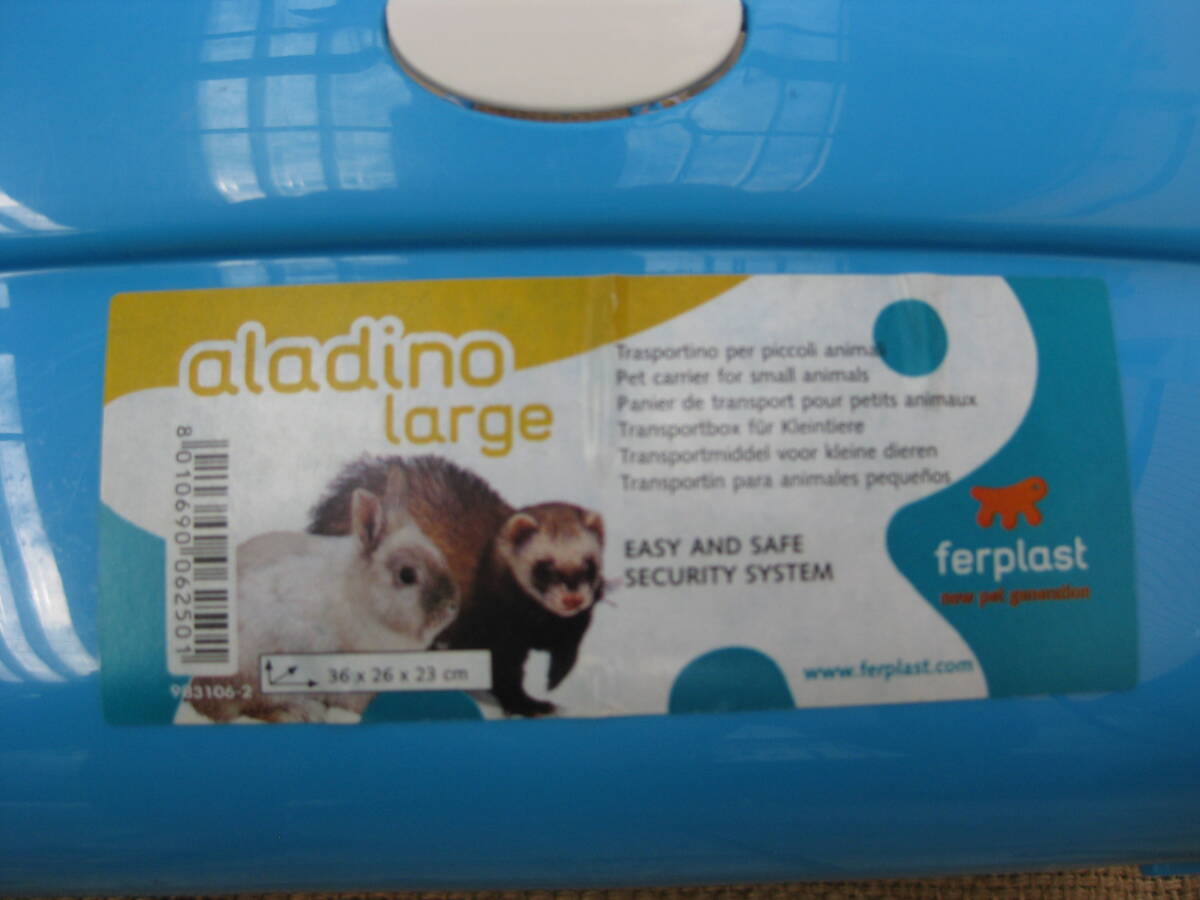 aladino
large
Trasportino per piccoli animali
Pet carrier for small animals
Panier de transport pour petits animaux
Transportbox für Kleintiere
Transportmiddel voor kleine dieren
Transportin para animales pequeños
EASY AND SAFE
SECURITY SYSTEM
8 010690 062501
983106-2
36 x 26 x 23 cm
ferplast
new pet generation
www.ferplast.com